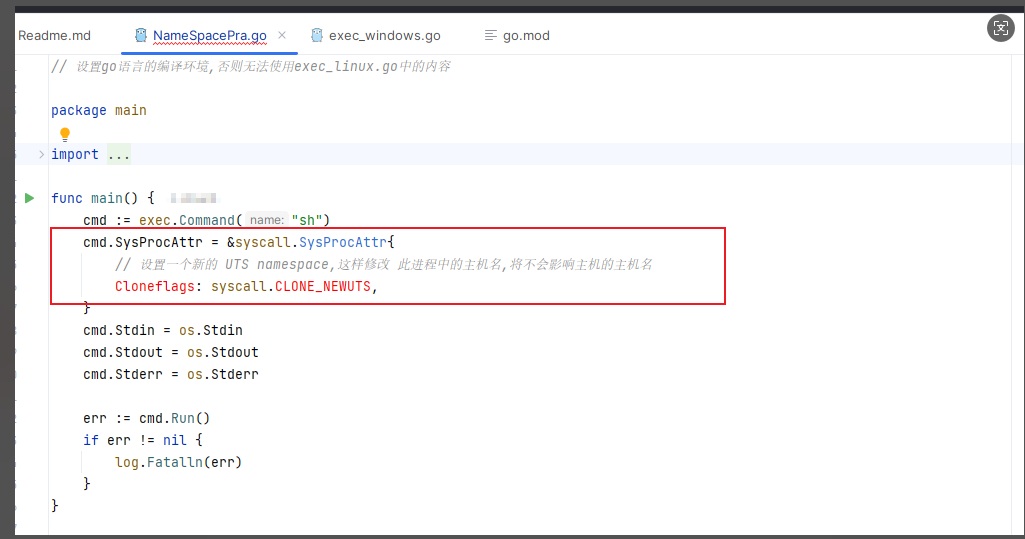 Readme.md NameSpacePra.go exec_windows.go go.mod
// 设置go语言的编译环境,否则无法使用exec_linux.go中的内容
package main
import ...
func main() {
cmd := exec.Command( name: "sh")
cmd.SysProcAttr = &syscall.SysProcAttr{
// 设置一个新的 UTS namespace,这样修改 此进程中的主机名,将不会影响主机的主机名
Cloneflags: syscall.CLONE_NEWUTS,
}
cmd.Stdin = os.Stdin
cmd.Stdout = os.Stdout
cmd.Stderr = os.Stderr
err := cmd.Run()
if err != nil {
log.Fatalln(err)
}
}